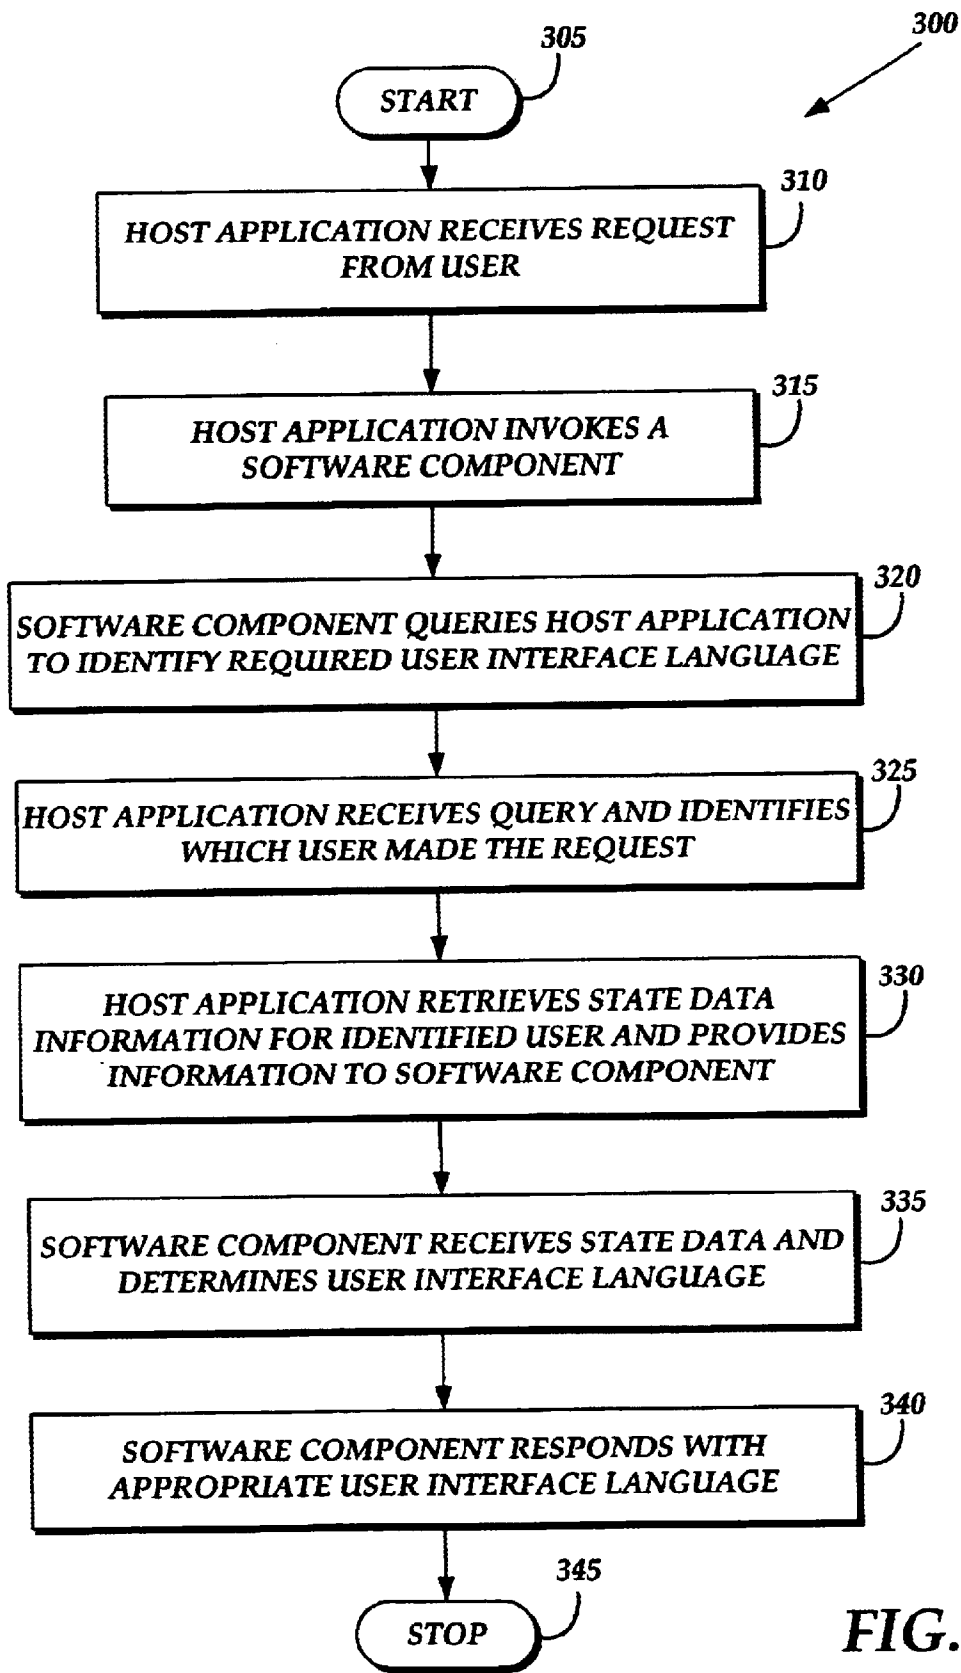 300
305
START
310
HOST APPLICATION RECEIVES REQUEST
FROM USER
315
HOST APPLICATION INVOKES A
SOFTWARE COMPONENT
320
SOFTWARE COMPONENT QUERIES HOST APPLICATION
TO IDENTIFY REQUIRED USER INTERFACE LANGUAGE
325
HOST APPLICATION RECEIVES QUERY AND IDENTIFIES
WHICH USER MADE THE REQUEST
330
HOST APPLICATION RETRIEVES STATE DATA
INFORMATION FOR IDENTIFIED USER AND PROVIDES
INFORMATION TO SOFTWARE COMPONENT
335
SOFTWARE COMPONENT RECEIVES STATE DATA AND
DETERMINES USER INTERFACE LANGUAGE
340
SOFTWARE COMPONENT RESPONDS WITH
APPROPRIATE USER INTERFACE LANGUAGE
345
STOP
FIG.